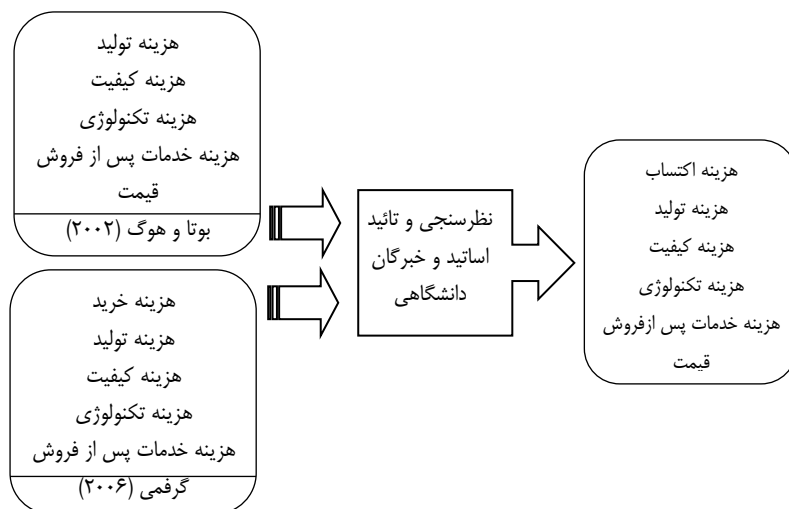 هزینه تولید
هزینه کیفیت
هزینه تکنولوژی
هزینه خدمات پس از فروش
قیمت
بوتا و هوگ (۲۰۰۲)
هزینه خرید
هزینه تولید
هزینه کیفیت
هزینه تکنولوژی
هزینه خدمات پس از فروش
گرفمی (۲۰۰۶)
نظرسنجی و تائید
اساتید و خبرگان
دانشگاهی
هزینه اکتساب
هزینه تولید
هزینه کیفیت
هزینه تکنولوژی
هزینه خدمات پس ازفروش
قیمت